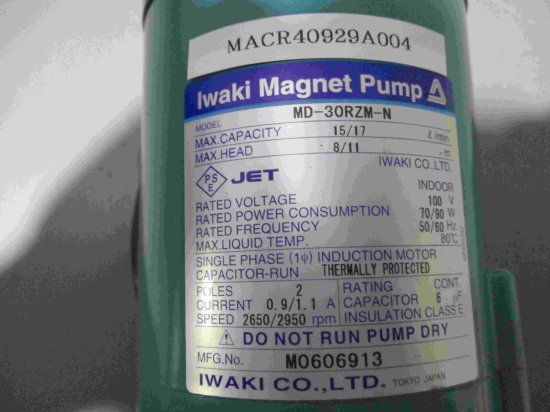 MACR40929A004
Iwaki Magnet Pump
MODEL MD-30RZM-N
MAX.CAPACITY 15/17 ℓ/min
MAX.HEAD 8/11 m
IWAKI CO.,LTD.
PSE JET INDOOR
RATED VOLTAGE 100 V
RATED POWER CONSUMPTION 70/90 W
RATED FREQUENCY 50/60 Hz
MAX.LIQUID TEMP. 80℃
SINGLE PHASE (1φ) INDUCTION MOTOR
CAPACITOR-RUN THERMALLY PROTECTED
POLES 2 RATING CONT.
CURRENT 0.9/1.1 A CAPACITOR 6 μF
SPEED 2650/2950 rpm INSULATION CLASS E
⚠ DO NOT RUN PUMP DRY
MFG.No. M0606913
IWAKI CO.,LTD. TOKYO JAPAN